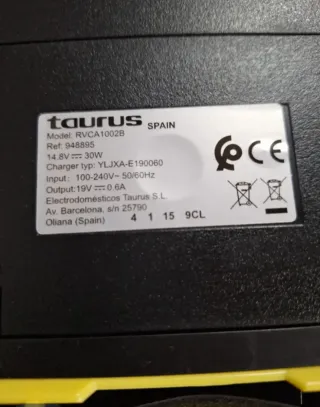 taurus SPAIN
Model: RVCA1002B
Ref: 948895
14,8V⎓ 30W
Charger typ: YLJXA-E190060
Input: 100-240V~ 50/60Hz
Output:19V⎓0.6A
Electrodomésticos Taurus S.L
Av. Barcelona, s/n 25790
Oliana (Spain) 4 1 15 9CL
CE